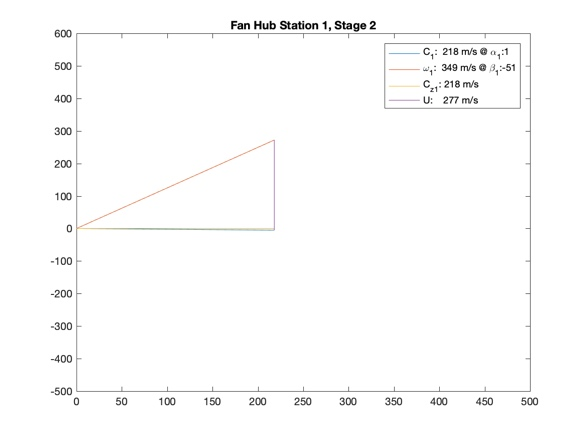 Fan Hub Station 1, Stage 2
600
500
400
300
200
100
0
-100
-200
-300
-400
-500
0 50 100 150 200 250 300 350 400 450 500
C₁: 218 m/s @ α₁:1
ω₁: 349 m/s @ β₁:-51
C_z1: 218 m/s
U: 277 m/s